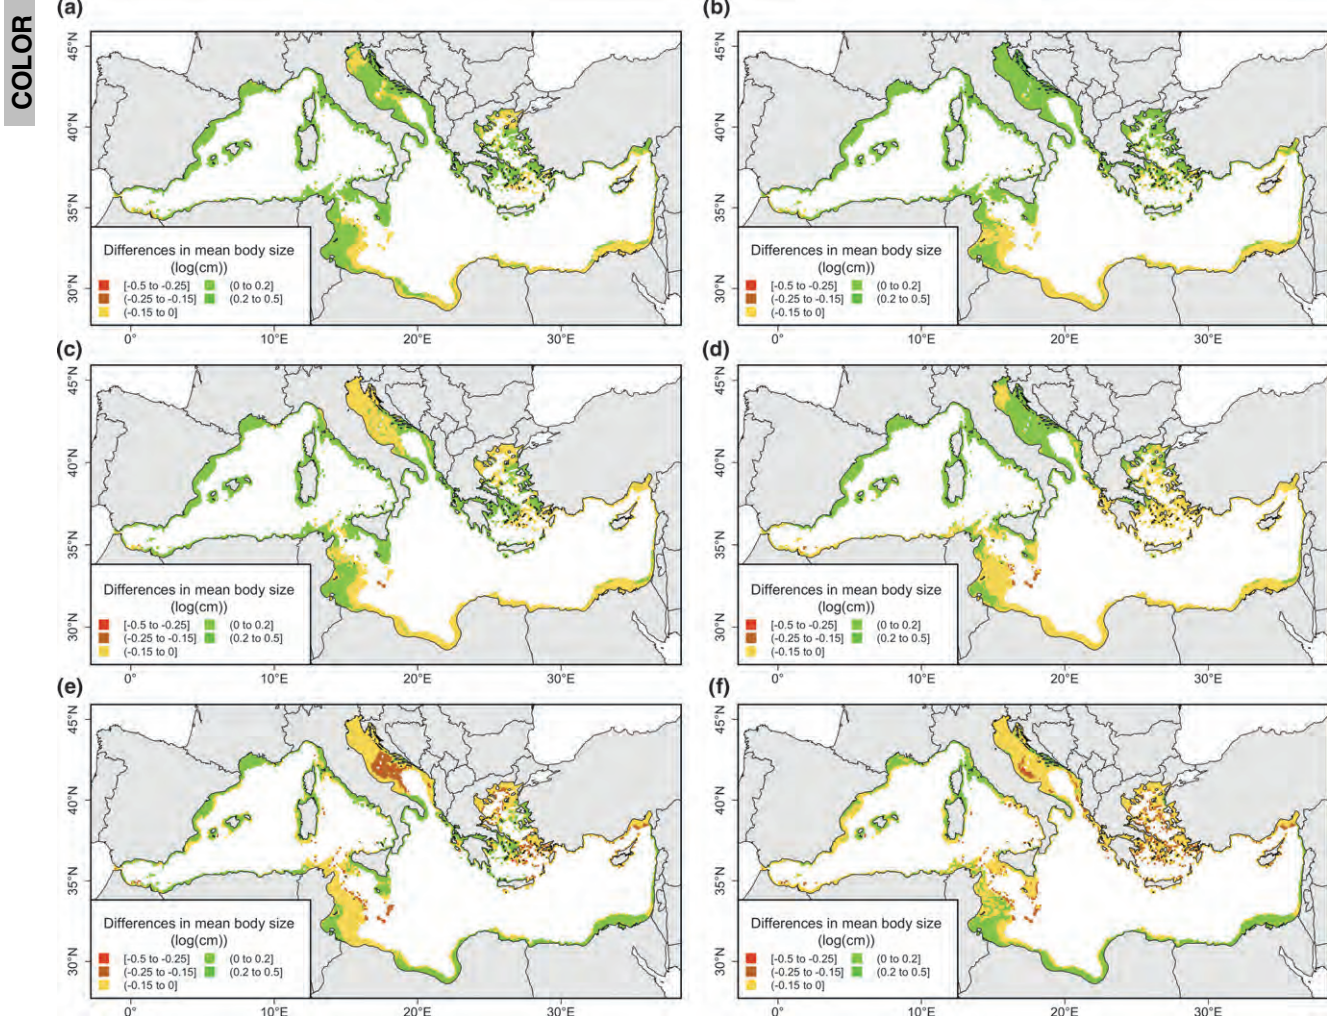 COLOR
(a)
(b)
45°N
40°N
35°N
30°N
Differences in mean body size
(log(cm))
[-0.5 to -0.25]
(0 to 0.2]
(-0.25 to -0.15]
(0.2 to 0.5]
(-0.15 to 0]
0°
10°E
20°E
30°E
45°N
40°N
35°N
30°N
Differences in mean body size
(log(cm))
[-0.5 to -0.25]
(0 to 0.2]
(-0.25 to -0.15]
(0.2 to 0.5]
(-0.15 to 0]
0°
10°E
20°E
30°E
(c)
(d)
45°N
40°N
35°N
30°N
Differences in mean body size
(log(cm))
[-0.5 to -0.25]
(0 to 0.2]
(-0.25 to -0.15]
(0.2 to 0.5]
(-0.15 to 0]
0°
10°E
20°E
30°E
45°N
40°N
35°N
30°N
Differences in mean body size
(log(cm))
[-0.5 to -0.25]
(0 to 0.2]
(-0.25 to -0.15]
(0.2 to 0.5]
(-0.15 to 0]
0°
10°E
20°E
30°E
(e)
(f)
45°N
40°N
35°N
30°N
Differences in mean body size
(log(cm))
[-0.5 to -0.25]
(0 to 0.2]
(-0.25 to -0.15]
(0.2 to 0.5]
(-0.15 to 0]
0°
10°E
20°E
30°E
45°N
40°N
35°N
30°N
Differences in mean body size
(log(cm))
[-0.5 to -0.25]
(0 to 0.2]
(-0.25 to -0.15]
(0.2 to 0.5]
(-0.15 to 0]
0°
10°E
20°E
30°E